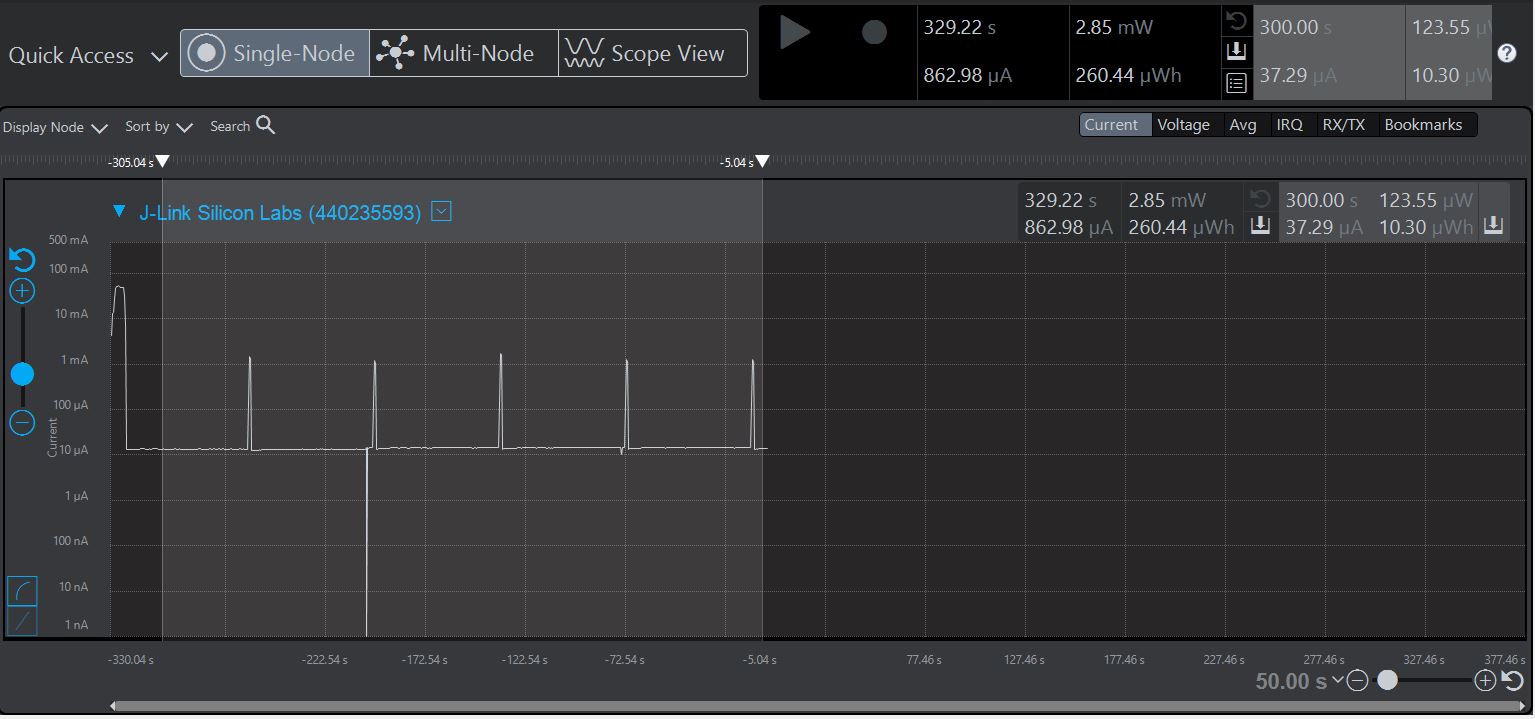 Quick Access
Single-Node
Multi-Node
Scope View
329.22 s
2.85 mW
300.00 s
123.55 µW
862.98 µA
260.44 µWh
37.29 µA
10.30 µW
?
Display Node
Sort by
Search
Current
Voltage
Avg
IRQ
RX/TX
Bookmarks
-305.04 s
-5.04 s
J-Link Silicon Labs (440235593)
329.22 s
2.85 mW
300.00 s
123.55 µW
862.98 µA
260.44 µWh
37.29 µA
10.30 µWh
500 mA
100 mA
10 mA
1 mA
100 µA
10 µA
1 µA
100 nA
10 nA
1 nA
Current
-330.04 s
-222.54 s
-172.54 s
-122.54 s
-72.54 s
-5.04 s
77.46 s
127.46 s
177.46 s
227.46 s
277.46 s
327.46 s
377.46 s
50.00 s